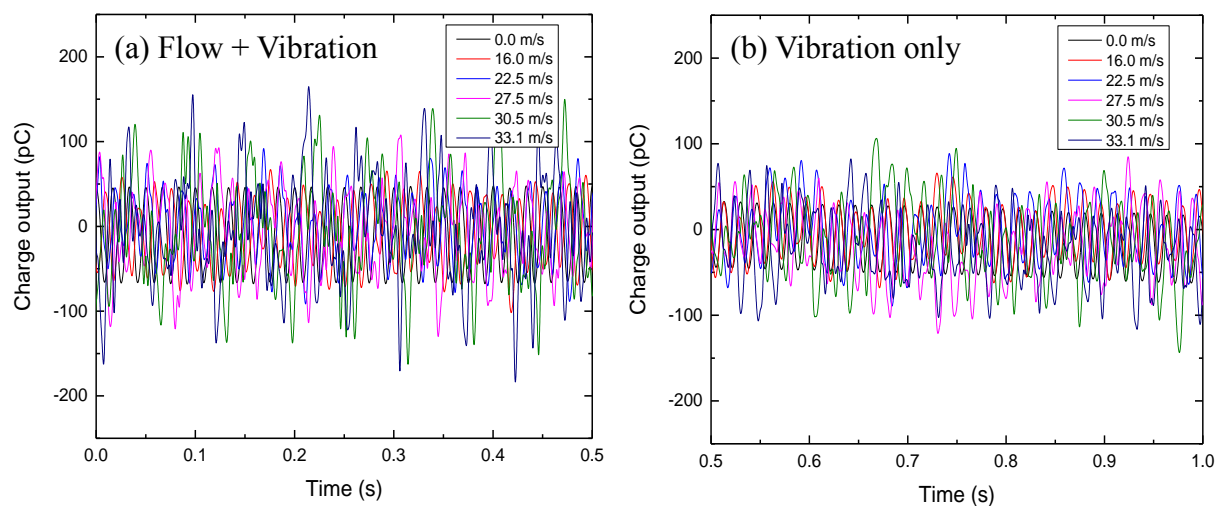 (a) Flow + Vibration
0.0 m/s
16.0 m/s
22.5 m/s
27.5 m/s
30.5 m/s
33.1 m/s
200
100
0
-100
-200
Charge output (pC)
0.0 0.1 0.2 0.3 0.4 0.5
Time (s)
(b) Vibration only
0.0 m/s
16.0 m/s
22.5 m/s
27.5 m/s
30.5 m/s
33.1 m/s
200
100
0
-100
-200
Charge output (pC)
0.5 0.6 0.7 0.8 0.9 1.0
Time (s)